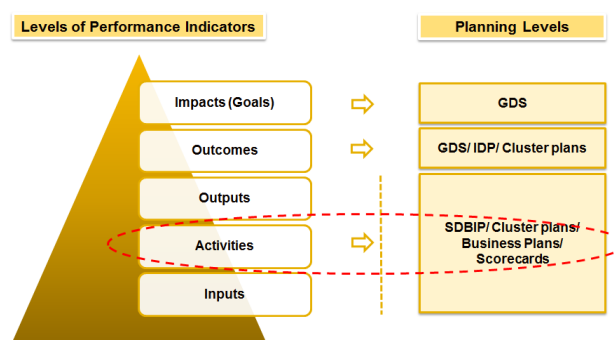 Levels of Performance Indicators
Planning Levels
Impacts (Goals)
GDS
Outcomes
GDS/ IDP/ Cluster plans
Outputs
Activities
SDBIP/ Cluster plans/
Business Plans/
Scorecards
Inputs